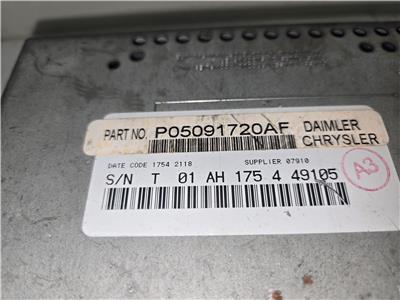 PART NO. P05091720AF DAIMLER CHRYSLER
DATE CODE 1754 2118 SUPPLIER 07910
S/N T 01 AH 175 4 49105
A3